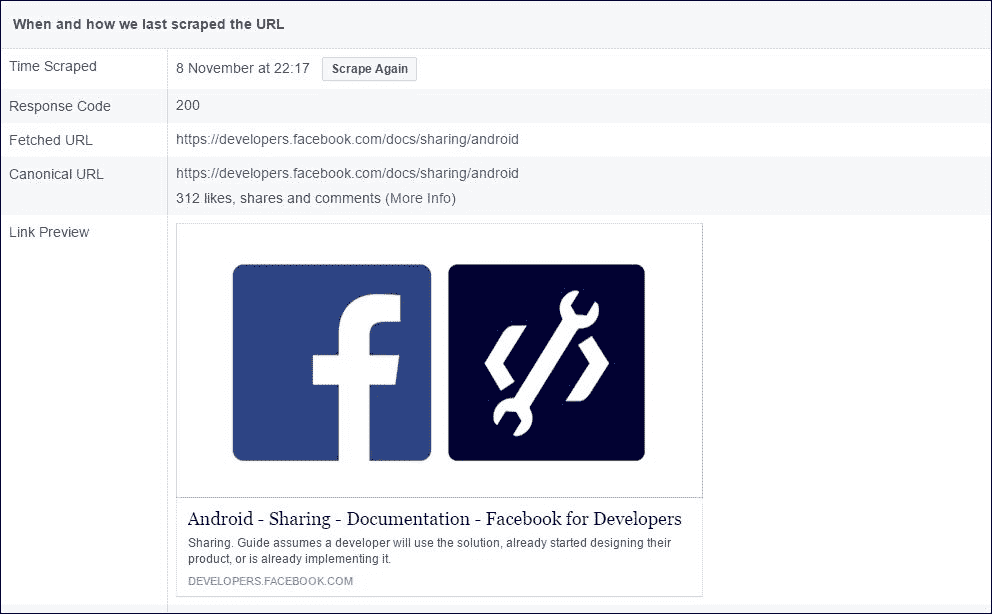 When and how we last scraped the URL
Time Scraped
8 November at 22:17 Scrape Again
Response Code
200
Fetched URL
https://developers.facebook.com/docs/sharing/android
Canonical URL
https://developers.facebook.com/docs/sharing/android
312 likes, shares and comments (More Info)
Link Preview
f
Android - Sharing - Documentation - Facebook for Developers
Sharing. Guide assumes a developer will use the solution, already started designing their
product, or is already implementing it.
DEVELOPERS.FACEBOOK.COM